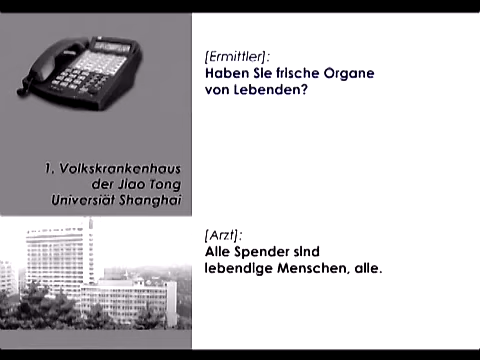 [Ermittler]:
Haben Sie frische Organe
von Lebenden?
1. Volkskrankenhaus
der Jiao Tong
Universiät Shanghai
[Arzt]:
Alle Spender sind
lebendige Menschen, alle.